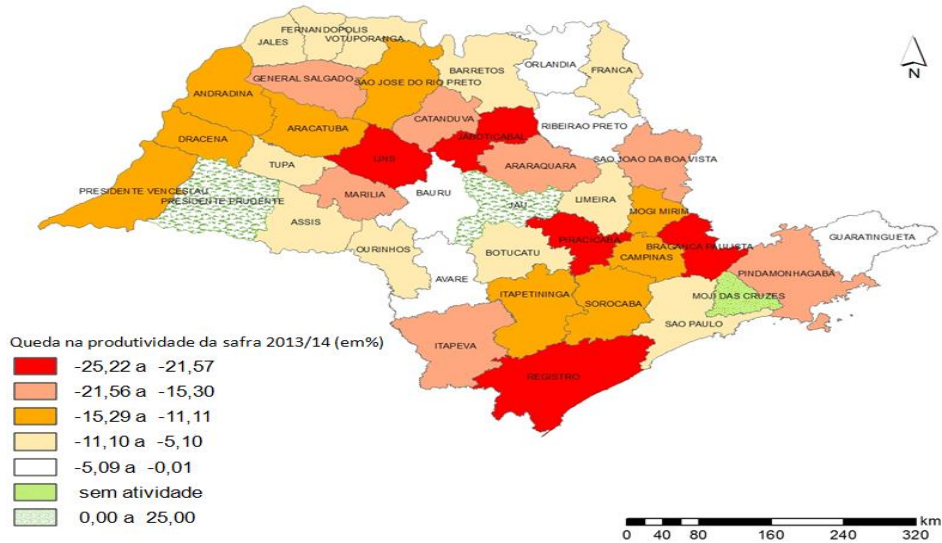 FERNANDOPOLIS
VOTUPORANGA
JALES
N
ORLANDIA
BARRETOS
FRANCA
GENERAL SALGADO
SAO JOSE DO RIO PRETO
ANDRADINA
CATANDUVA
ARACATUBA
RIBEIRAO PRETO
JABOTICABAL
DRACENA
LINS
SAO JOAO DA BOA VISTA
ARARAQUARA
TUPA
PRESIDENTE VENCESLAU
MARILIA
BAURU
PRESIDENTE PRUDENTE
JAU
LIMEIRA
MOGI MIRIM
ASSIS
PIRACICABA
GUARATINGUETA
OURINHOS
BOTUCATU
BRAGANCA PAULISTA
CAMPINAS
AVARE
PINDAMONHAGABA
ITAPETININGA
MOJI DAS CRUZES
SOROCABA
SAO PAULO
ITAPEVA
REGISTRO
Queda na produtividade da safra 2013/14 (em%)
-25,22 a -21,57
-21,56 a -15,30
-15,29 a -11,11
-11,10 a -5,10
-5,09 a -0,01
sem atividade
0,00 a 25,00
km
0 40 80 160 240 320